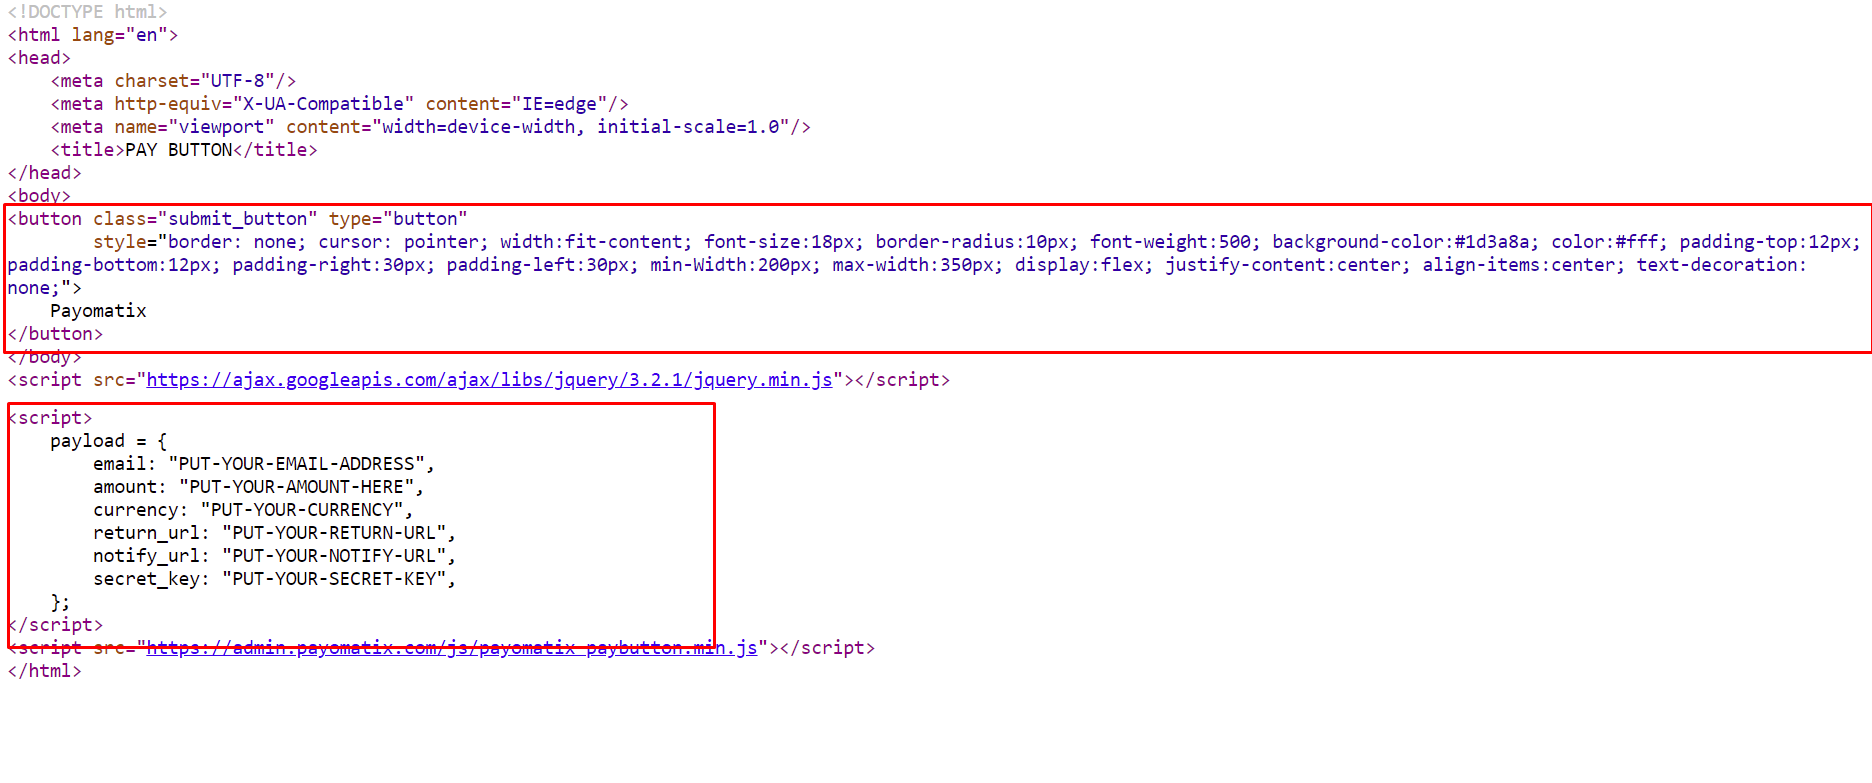 <!DOCTYPE html>
<html lang="en">
<head>
    <meta charset="UTF-8"/>
    <meta http-equiv="X-UA-Compatible" content="IE=edge"/>
    <meta name="viewport" content="width=device-width, initial-scale=1.0"/>
    <title>PAY BUTTON</title>
</head>
<body>
<button class="submit_button" type="button"
        style="border: none; cursor: pointer; width:fit-content; font-size:18px; border-radius:10px; font-weight:500; background-color:#1d3a8a; color:#fff; padding-top:12px;
padding-bottom:12px; padding-right:30px; padding-left:30px; min-Width:200px; max-width:350px; display:flex; justify-content:center; align-items:center; text-decoration:
none;">
    Payomatix
</button>
</body>
<script src="https://ajax.googleapis.com/ajax/libs/jquery/3.2.1/jquery.min.js"></script>
<script>
    payload = {
        email: "PUT-YOUR-EMAIL-ADDRESS",
        amount: "PUT-YOUR-AMOUNT-HERE",
        currency: "PUT-YOUR-CURRENCY",
        return_url: "PUT-YOUR-RETURN-URL",
        notify_url: "PUT-YOUR-NOTIFY-URL",
        secret_key: "PUT-YOUR-SECRET-KEY",
    };
</script>
<script src="https://admin.payomatix.com/js/payomatix-paybutton.min.js"></script>
</html>